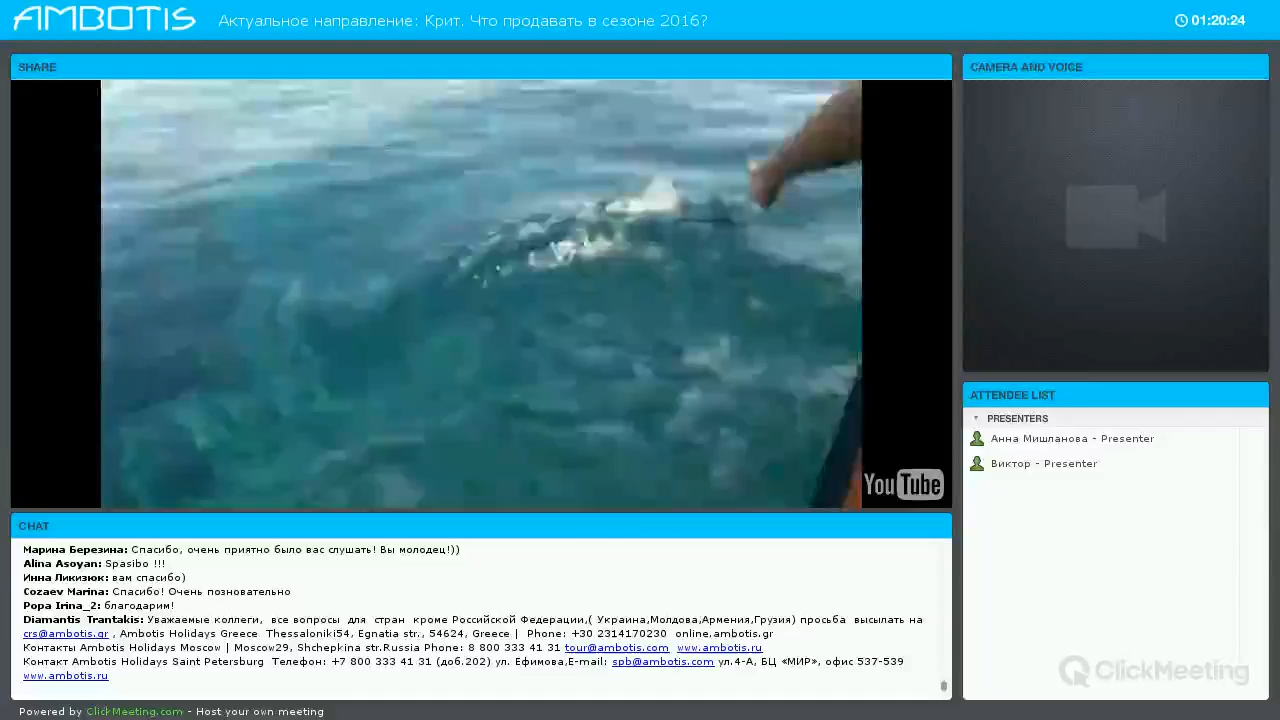 AMBOTIS Актуальное направление: Крит. Что продавать в сезоне 2016? 01:20:24
SHARE
CAMERA AND VOICE
YouTube
ATTENDEE LIST
PRESENTERS
Анна Мишланова - Presenter
Виктор - Presenter
CHAT
Марина Березина: Спасибо, очень приятно было вас слушать! Вы молодец!))
Alina Asoyan: Spasibo !!!
Инна Ликизюк: вам спасибо)
Cozaev Marina: Спасибо! Очень позновательно
Popa Irina_2: благодарим!
Diamantis Trantakis: Уважаемые коллеги, все вопросы для стран кроме Российской Федерации,( Украина,Молдова,Армения,Грузия) просьба высылать на
crs@ambotis.gr , Ambotis Holidays Greece Thessaloniki54, Egnatia str., 54624, Greece | Phone: +30 2314170230 online,ambotis.gr
Контакты Ambotis Holidays Moscow | Moscow29, Shchepkina str.Russia Phone: 8 800 333 41 31 tour@ambotis.com www.ambotis.ru
Контакт Ambotis Holidays Saint Petersburg Телефон: +7 800 333 41 31 (доб.202) ул. Ефимова,E-mail: spb@ambotis.com ул.4-А, БЦ «МИР», офис 537-539
www.ambotis.ru
ClickMeeting
Powered by ClickMeeting.com - Host your own meeting